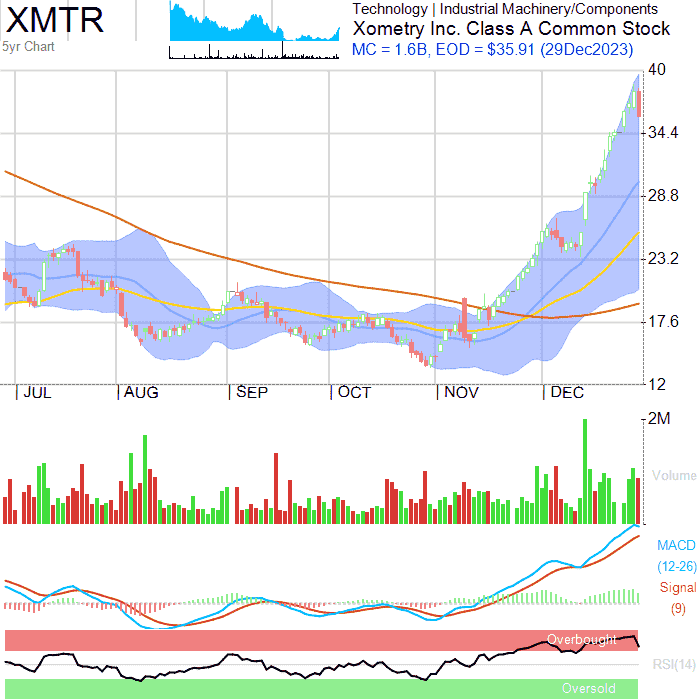 XMTR
5yr Chart
Technology | Industrial Machinery/Components
Xometry Inc. Class A Common Stock
MC = 1.6B, EOD = $35.91 (29Dec2023)
40
34.4
28.8
23.2
17.6
12
JUL AUG SEP OCT NOV DEC
2M
Volume
MACD
(12-26)
Signal
(9)
Overbought
RSI(14)
Oversold